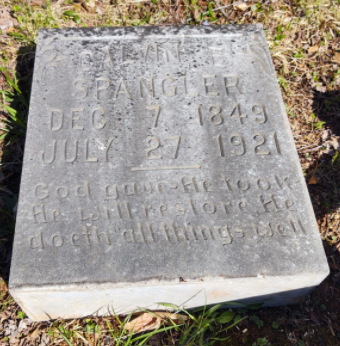 CALVIN E
SPANGLER
DEC 7 1849
JULY 27 1921
God gave. He took
He will restore. He
doeth all things well